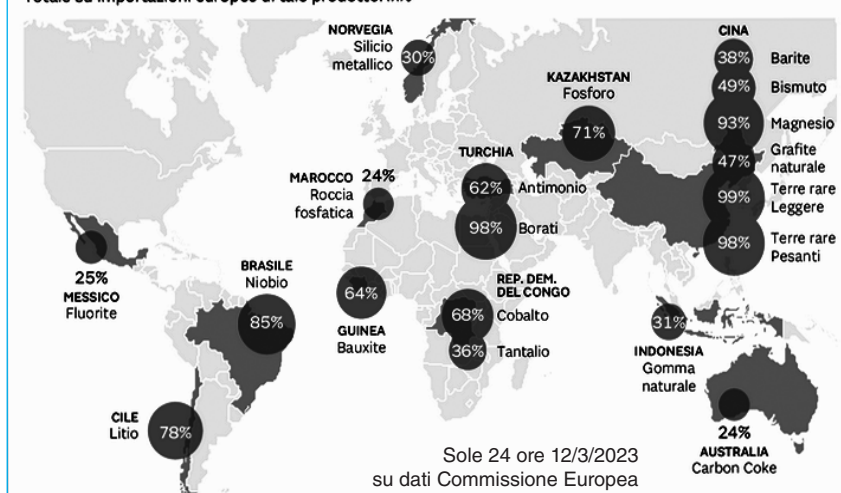 NORVEGIA
Silicio
metallico
30%
KAZAKHSTAN
Fosforo
71%
CINA
38% Barite
49% Bismuto
93% Magnesio
47% Grafite
naturale
99% Terre rare
Leggere
98% Terre rare
Pesanti
TURCHIA
62% Antimonio
98% Borati
MAROCCO 24%
Roccia
fosfatica
25%
MESSICO
Fluorite
BRASILE
Niobio
85%
64%
GUINEA
Bauxite
REP. DEM.
DEL CONGO
68% Cobalto
36% Tantalio
31%
INDONESIA
Gomma
naturale
CILE
Litio
78%
24%
AUSTRALIA
Carbon Coke
Sole 24 ore 12/3/2023
su dati Commissione Europea